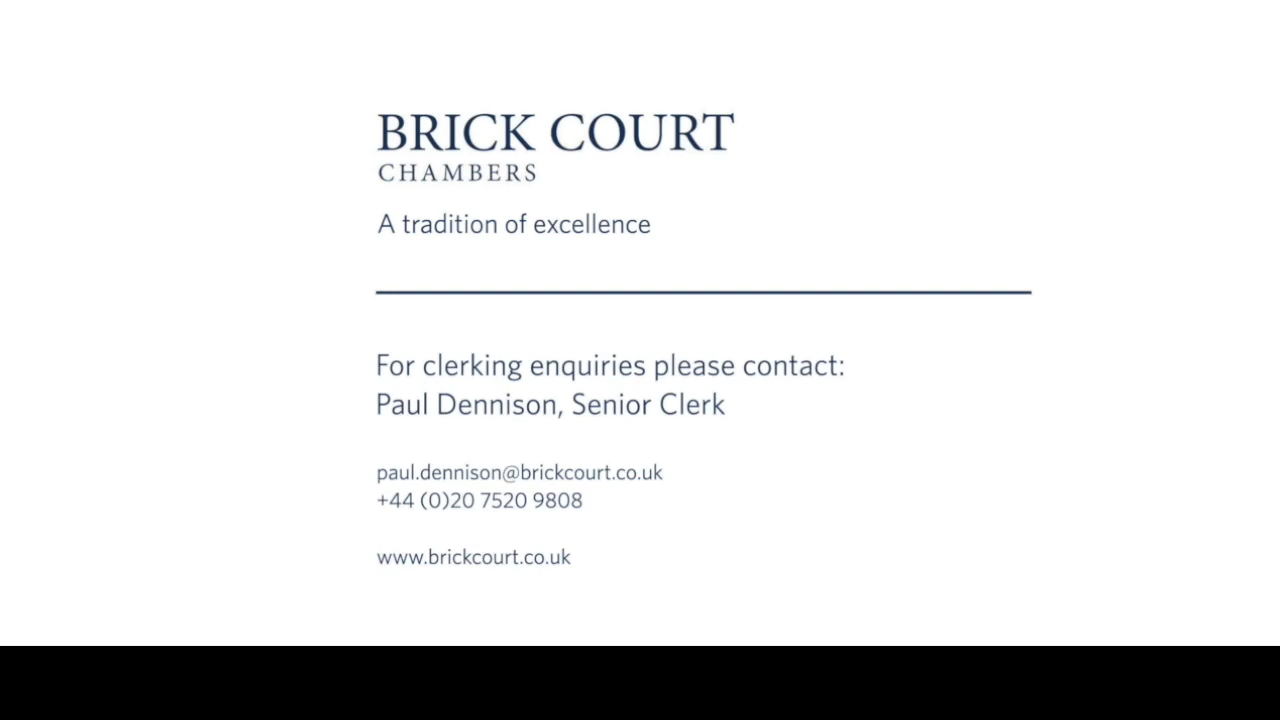 BRICK COURT
CHAMBERS
A tradition of excellence
For clerking enquiries please contact:
Paul Dennison, Senior Clerk
paul.dennison@brickcourt.co.uk
+44 (0)20 7520 9808
www.brickcourt.co.uk